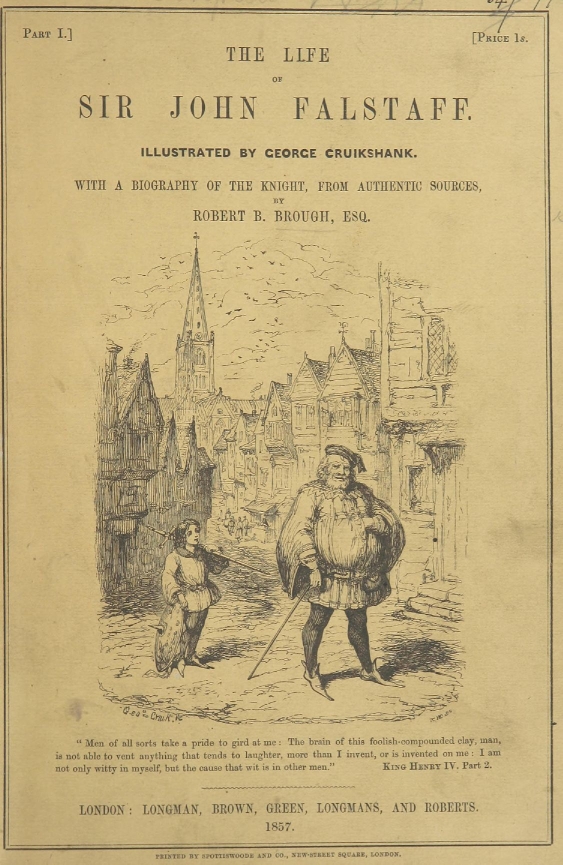 PART I.]
[PRICE 1s.
THE LIFE
OF
SIR JOHN FALSTAFF.
ILLUSTRATED BY GEORGE CRUIKSHANK.
WITH A BIOGRAPHY OF THE KNIGHT, FROM AUTHENTIC SOURCES,
BY
ROBERT B. BROUGH, ESQ.
" Men of all sorts take a pride to gird at me : The brain of this foolish-compounded clay, man,
is not able to vent anything that tends to laughter, more than I invent, or is invented on me : I am
not only witty in myself, but the cause that wit is in other men." KING HENRY IV. Part 2.
LONDON : LONGMAN, BROWN, GREEN, LONGMANS, AND ROBERTS.
1857.
PRINTED BY SPOTTISWOODE AND CO., NEW-STREET SQUARE, LONDON.